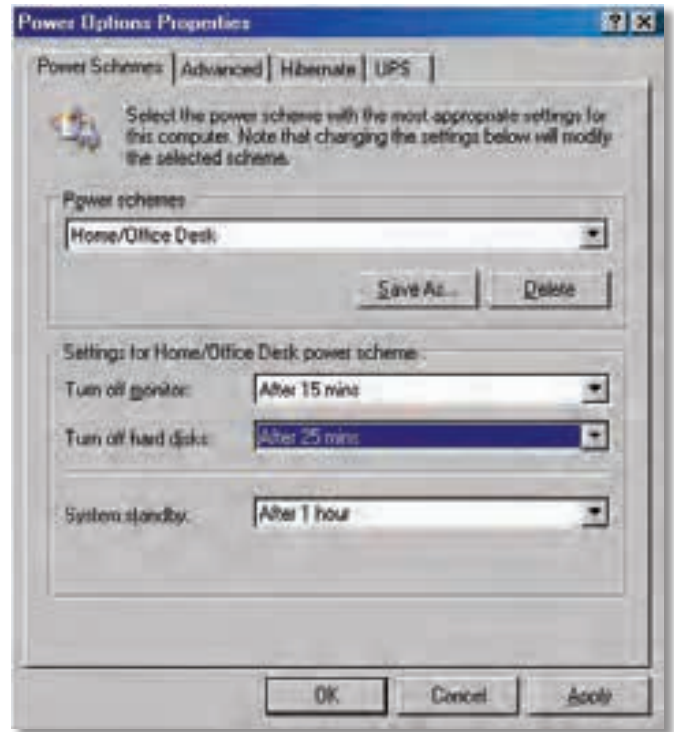 Power Options Properties
Power Schemes Advanced Hibernate UPS
Select the power scheme with the most appropriate settings for
this computer. Note that changing the settings below will modify
the selected scheme.
Power schemes
Home/Office Desk
Save As... Delete
Settings for Home/Office Desk power scheme
Turn off monitor: After 15 mins
Turn off hard disks: After 25 mins
System standby: After 1 hour
OK Cancel Apply